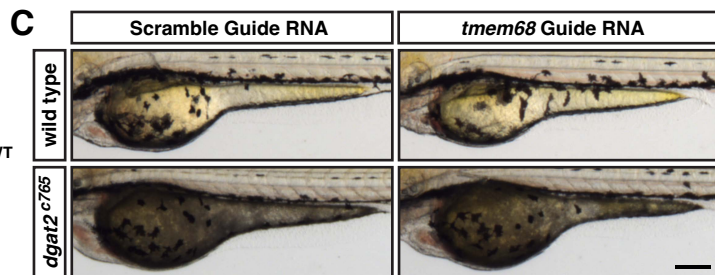 C
Scramble Guide RNA
tmem68 Guide RNA
wild type
dgat2 c765